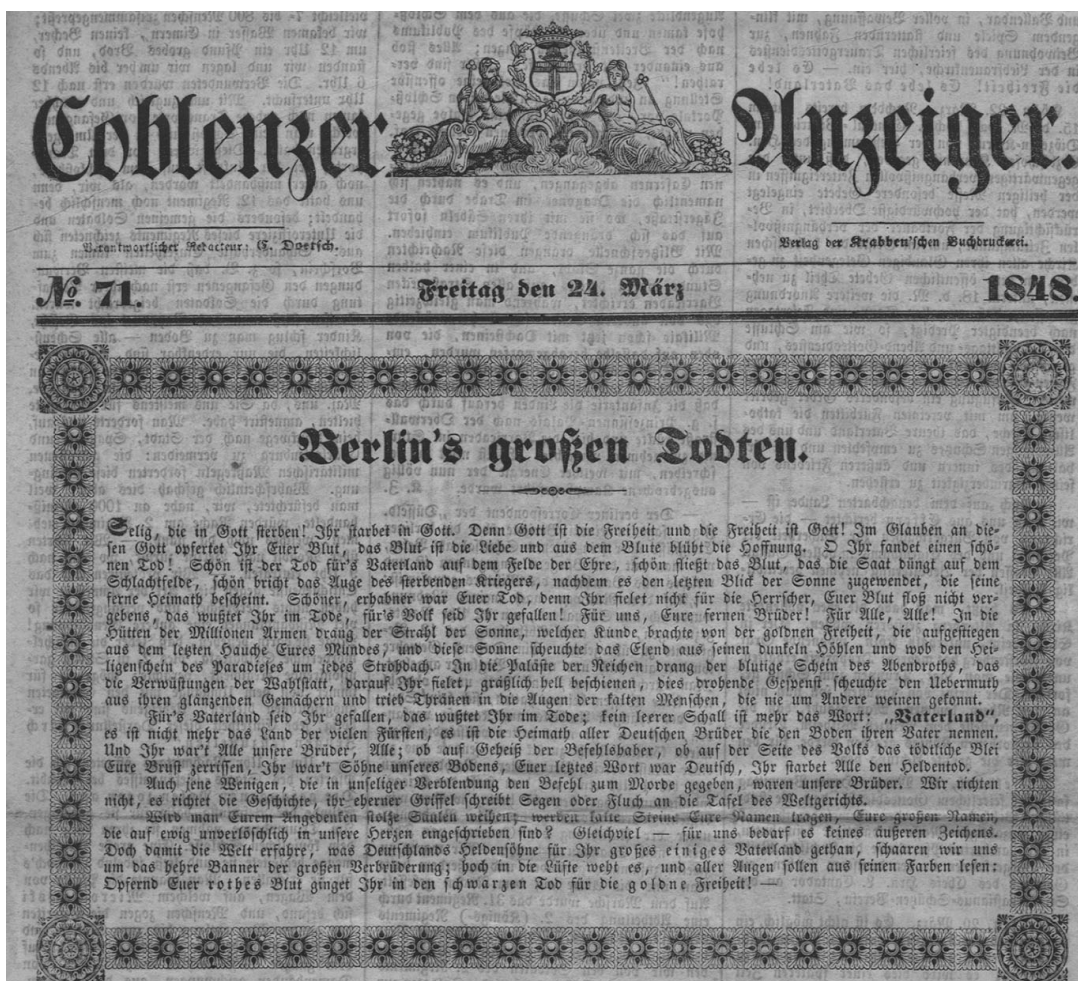 Coblenzer Anzeiger.
Verantwortlicher Redacteur: C. Doetsch.
Verlag der Krabben'schen Buchdruckerei.
№. 71.
Freitag den 24. März
1848.
Berlin's großen Todten.
Selig, die in Gott sterben! Ihr starbet in Gott. Denn Gott ist die Freiheit und die Freiheit ist Gott! Im Glauben an die-
sen Gott opfertet Ihr Euer Blut, das Blut ist die Liebe und aus dem Blute blüht die Hoffnung. O Ihr fandet einen schö-
nen Tod! Schön ist der Tod für's Vaterland auf dem Felde der Ehre, schön fließt das Blut, das die Saat düngt auf dem
Schlachtfelde, schön bricht das Auge des sterbenden Kriegers, nachdem es den letzten Blick der Sonne zugewendet, die seine
ferne Heimath bescheint. Schöner, erhabner war Euer Tod, denn Ihr fielet nicht für die Herrscher, Euer Blut floß nicht ver-
gebens, das wußtet Ihr im Tode, für's Volk seid Ihr gefallen! Für uns, Eure fernen Brüder! Für Alle, Alle! In die
Hütten der Millionen Armen drang der Strahl der Sonne, welcher Kunde brachte von der goldnen Freiheit, die aufgestiegen
aus dem letzten Hauche Eures Mundes, und diese Sonne scheuchte das Elend aus seinen dunkeln Höhlen und wob den Hei-
ligenschein des Paradieses um jedes Strohdach. In die Paläste der Reichen drang der blutige Schein des Abendroths, das
die Verwüstungen der Wahlstatt, darauf Ihr fielet, gräßlich hell beschienen, dies drohende Gespenst scheuchte den Uebermuth
aus ihren glänzenden Gemächern und trieb Thränen in die Augen der kalten Menschen, die nie um Andere weinen gekonnt.
Für's Vaterland seid Ihr gefallen, das wußtet Ihr im Tode; kein leerer Schall ist mehr das Wort: „Vaterland",
es ist nicht mehr das Land der vielen Fürsten, es ist die Heimath aller Deutschen Brüder die den Boden ihren Vater nennen.
Und Ihr war't Alle unsere Brüder, Alle; ob auf Geheiß der Befehlshaber, ob auf der Seite des Volks das tödtliche Blei
Eure Brust zerrissen, Ihr war't Söhne unseres Bodens, Euer letztes Wort war Deutsch, Ihr starbet Alle den Heldentod.
Auch jene Wenigen, die in unseliger Verblendung den Befehl zum Morde gegeben, waren unsere Brüder. Wir richten
nicht, es richtet die Geschichte, ihr eherner Griffel schreibt Segen oder Fluch an die Tafel des Weltgerichts.
Wird man Eurem Angedenken stolze Säulen weihen; werden kalte Steine Eure Namen tragen, Eure großen Namen,
die auf ewig unverlöschlich in unsere Herzen eingeschrieben sind? Gleichviel — für uns bedarf es keines äußeren Zeichens.
Doch damit die Welt erfahre, was Deutschlands Heldensöhne für Ihr großes einiges Vaterland gethan, schaaren wir uns
um das hehre Banner der großen Verbrüderung; hoch in die Lüfte weht es, und aller Augen sollen aus seinen Farben lesen:
Opfernd Euer rothes Blut ginget Ihr in den schwarzen Tod für die goldne Freiheit! —